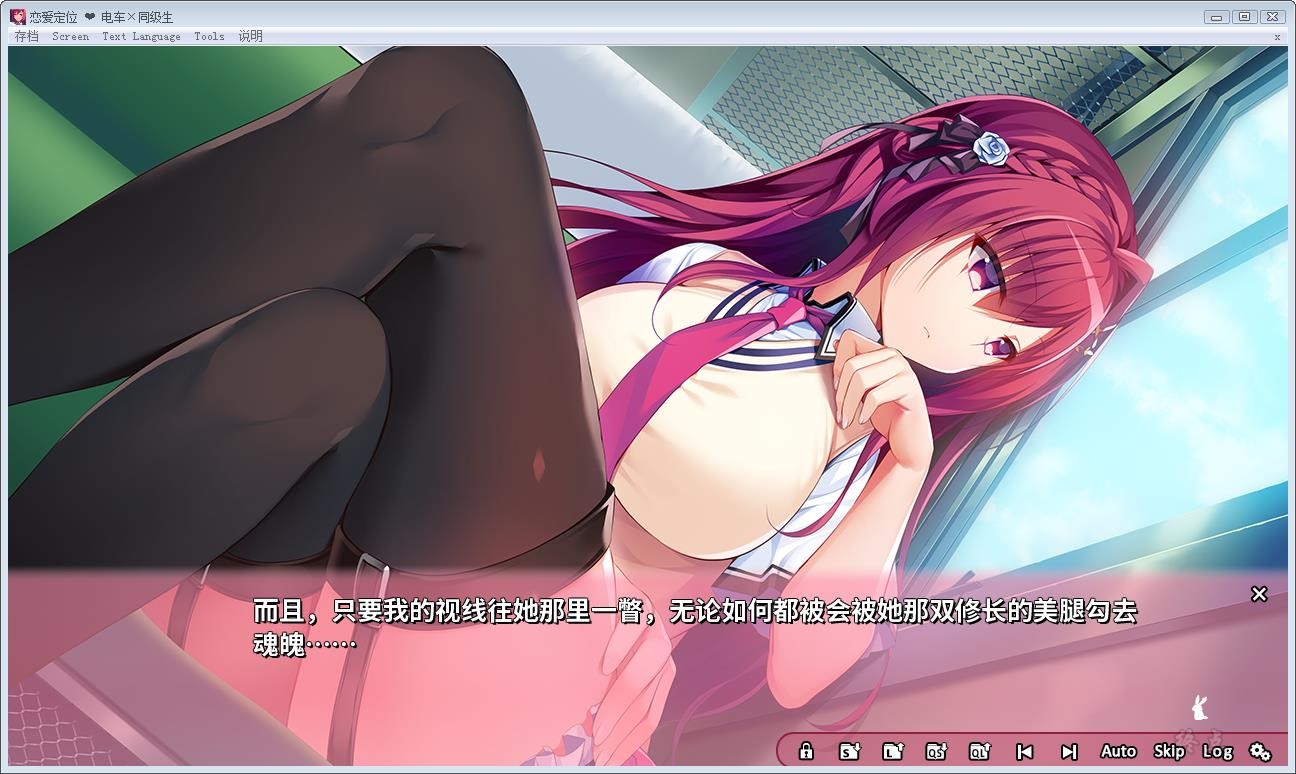 恋爱定位 ❤ 电车×同级生
存档 Screen Text Language Tools 说明
而且，只要我的视线往她那里一瞥，无论如何都被会被她那双修长的美腿勾去
魂魄……
S L QS QL Auto Skip Log